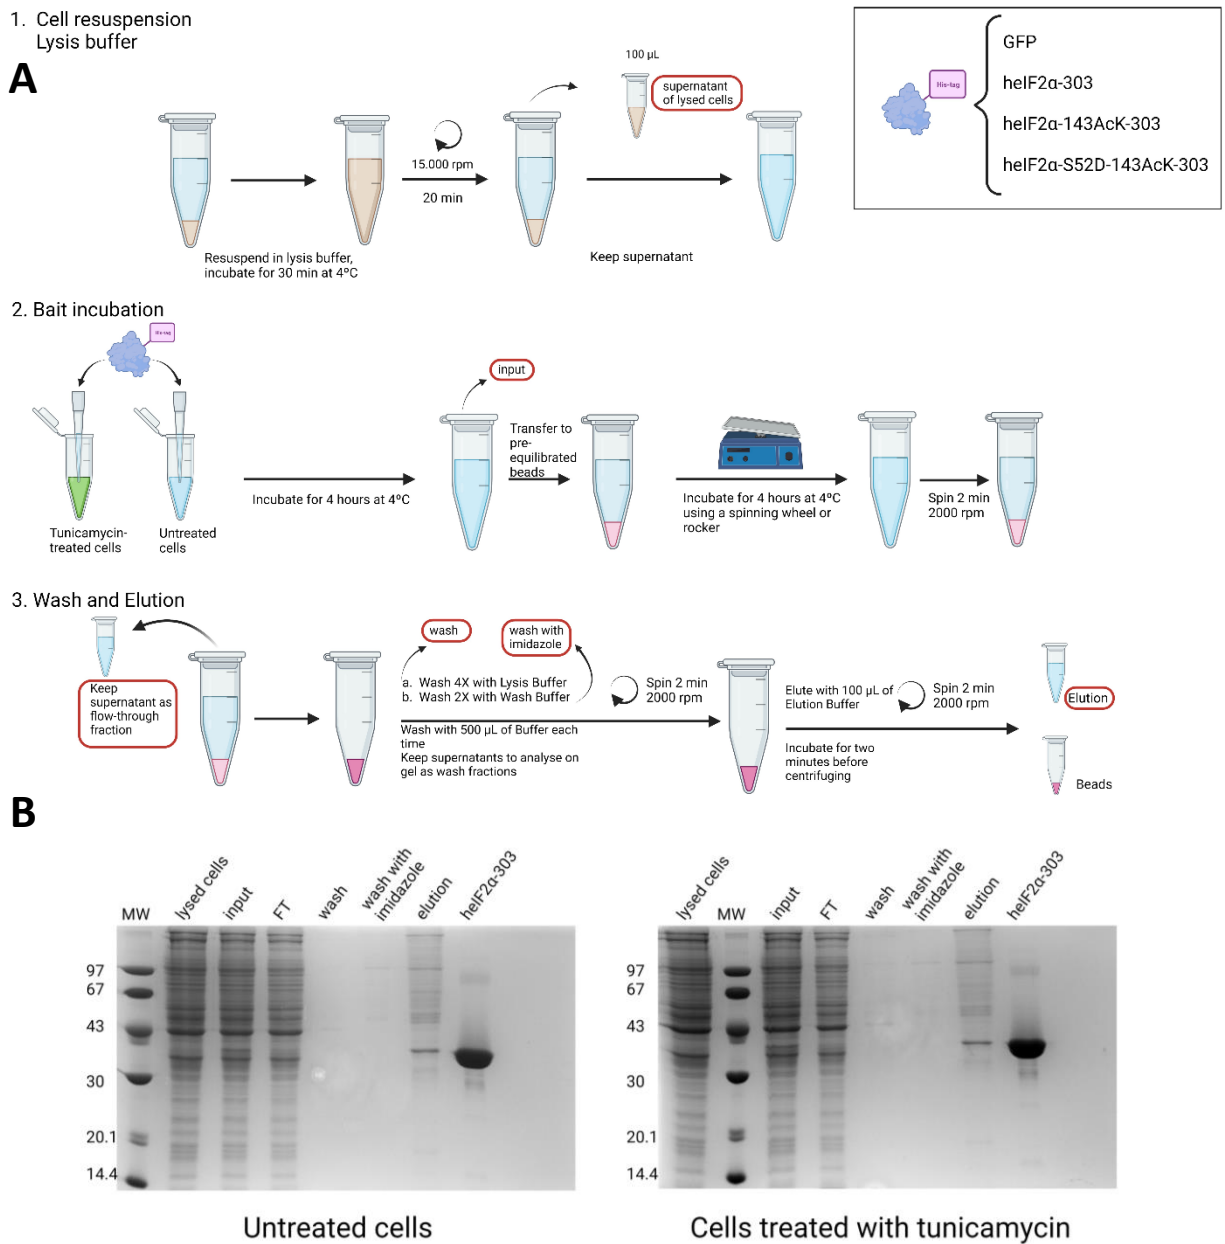 1. Cell resuspension
Lysis buffer
A
100 µL
supernatant
of lysed cells
15.000 rpm
20 min
Resuspend in lysis buffer,
incubate for 30 min at 4ºC
Keep supernatant
His-tag
GFP
heIF2α-303
heIF2α-143AcK-303
heIF2α-S52D-143AcK-303
2. Bait incubation
His-tag
Tunicamycin-
treated cells
Untreated
cells
Incubate for 4 hours at 4ºC
input
Transfer to
pre-
equilibrated
beads
Incubate for 4 hours at 4ºC
using a spinning wheel or
rocker
Spin 2 min
2000 rpm
3. Wash and Elution
Keep
supernatant as
flow-through
fraction
wash
wash with
imidazole
a. Wash 4X with Lysis Buffer
b. Wash 2X with Wash Buffer
Wash with 500 µL of Buffer each
time
Keep supernatants to analyse on
gel as wash fractions
Spin 2 min
2000 rpm
Elute with 100 µL of
Elution Buffer
Incubate for two
minutes before
centrifuging
Spin 2 min
2000 rpm
Elution
Beads
B
MW
lysed cells
input
FT
wash
wash with
imidazole
elution
heIF2α-303
97
67
43
30
20.1
14.4
Untreated cells
lysed cells
MW
input
FT
wash
wash with
imidazole
elution
heIF2α-303
97
67
43
30
20.1
14.4
Cells treated with tunicamycin